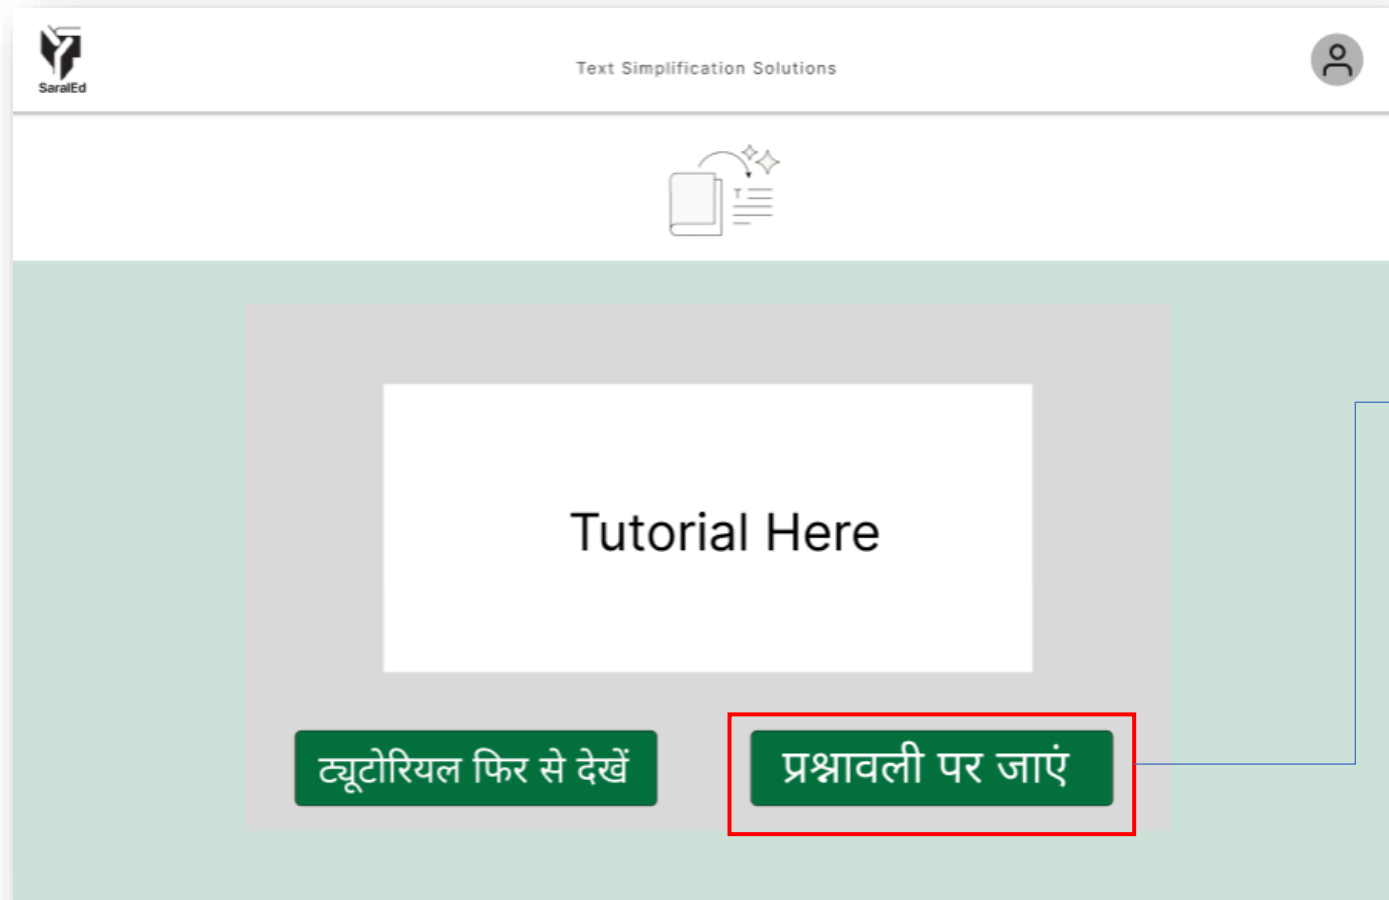 SaralEd
Text Simplification Solutions
T
Tutorial Here
ट्यूटोरियल फिर से देखें
प्रश्नावली पर जाएं